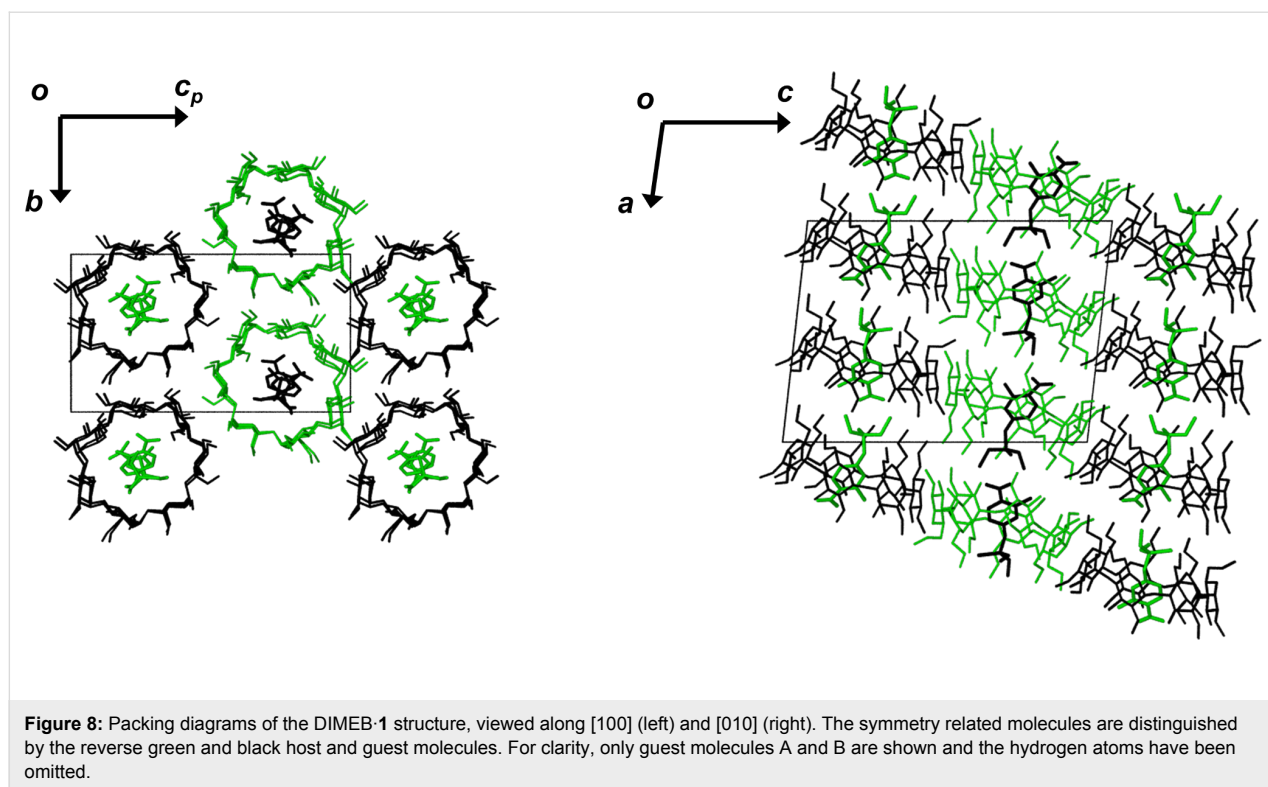 o
c_p
b
o
c
a
Figure 8: Packing diagrams of the DIMEB·1 structure, viewed along [100] (left) and [010] (right). The symmetry related molecules are distinguished
by the reverse green and black host and guest molecules. For clarity, only guest molecules A and B are shown and the hydrogen atoms have been
omitted.